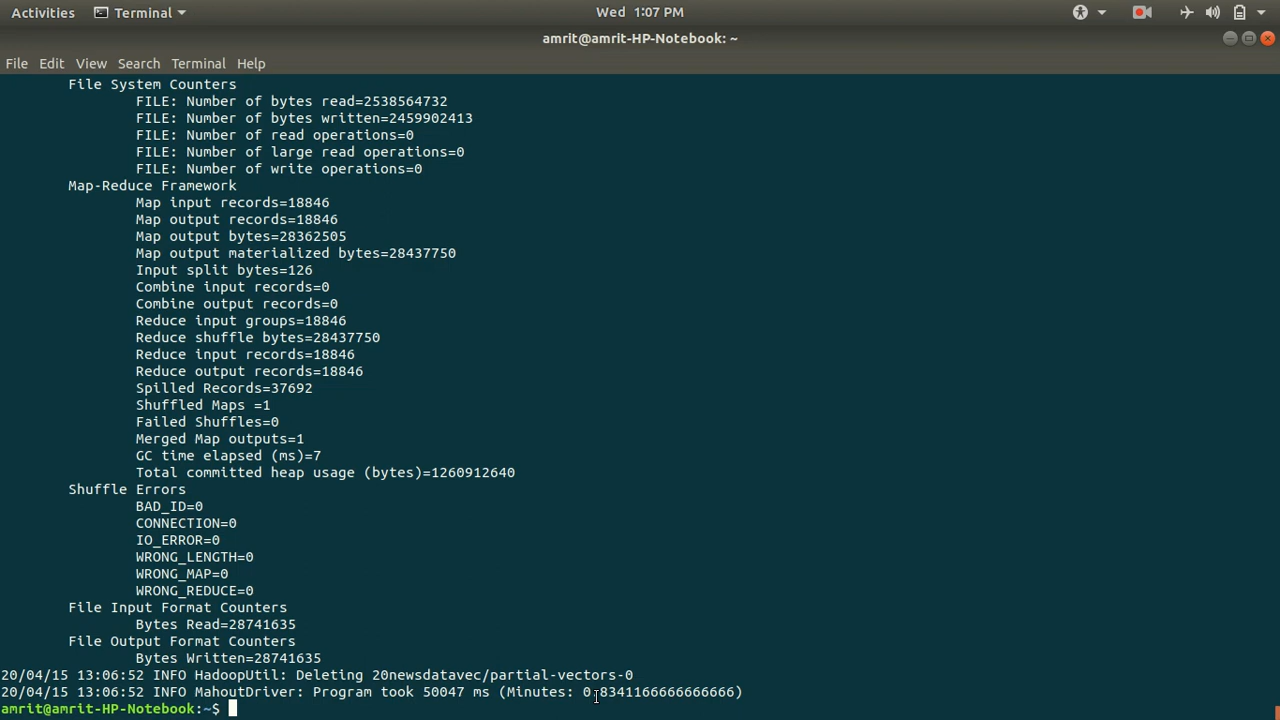 Activities Terminal Wed 1:07 PM
amrit@amrit-HP-Notebook: ~
File Edit View Search Terminal Help
File System Counters
FILE: Number of bytes read=2538564732
FILE: Number of bytes written=2459902413
FILE: Number of read operations=0
FILE: Number of large read operations=0
FILE: Number of write operations=0
Map-Reduce Framework
Map input records=18846
Map output records=18846
Map output bytes=28362505
Map output materialized bytes=28437750
Input split bytes=126
Combine input records=0
Combine output records=0
Reduce input groups=18846
Reduce shuffle bytes=28437750
Reduce input records=18846
Reduce output records=18846
Spilled Records=37692
Shuffled Maps =1
Failed Shuffles=0
Merged Map outputs=1
GC time elapsed (ms)=7
Total committed heap usage (bytes)=1260912640
Shuffle Errors
BAD_ID=0
CONNECTION=0
IO_ERROR=0
WRONG_LENGTH=0
WRONG_MAP=0
WRONG_REDUCE=0
File Input Format Counters
Bytes Read=28741635
File Output Format Counters
Bytes Written=28741635
20/04/15 13:06:52 INFO HadoopUtil: Deleting 20newsdatavec/partial-vectors-0
20/04/15 13:06:52 INFO MahoutDriver: Program took 50047 ms (Minutes: 0.8341166666666666)
amrit@amrit-HP-Notebook:~$